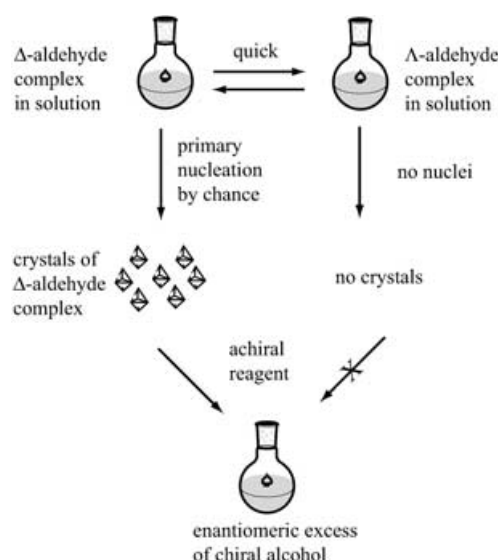 Δ-aldehyde
complex
in solution
quick
Λ-aldehyde
complex
in solution
primary
nucleation
by chance
no nuclei
crystals of
Δ-aldehyde
complex
no crystals
achiral
reagent
enantiomeric excess
of chiral alcohol